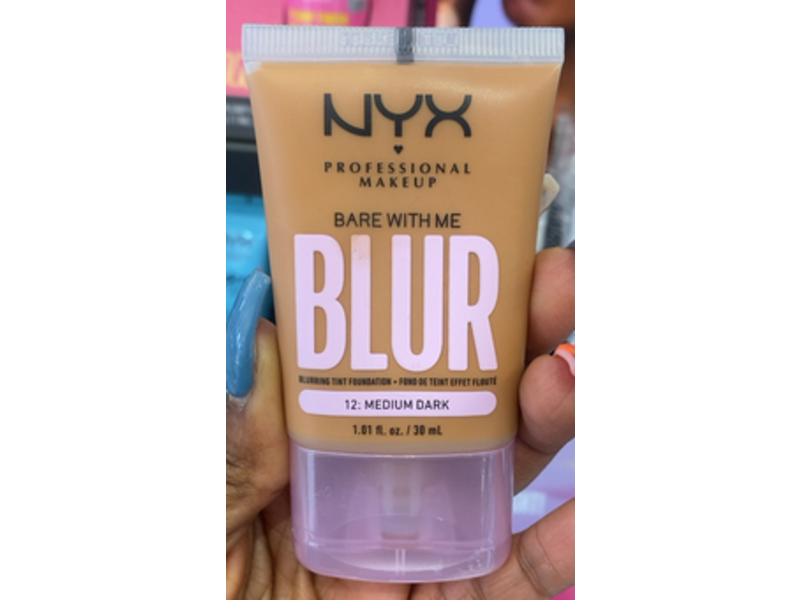 NYX
PROFESSIONAL
MAKEUP
BARE WITH ME
BLUR
BLURRING TINT FOUNDATION • FOND DE TEINT EFFET FLOUTÉ
12: MEDIUM DARK
1.01 fl. oz. / 30 mL